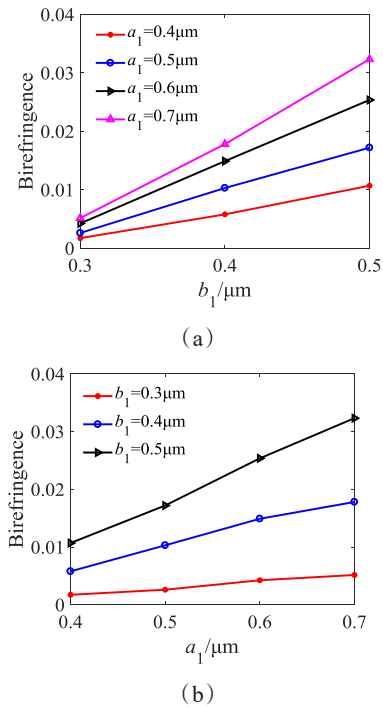 0.04
a₁=0.4μm
a₁=0.5μm
0.03
a₁=0.6μm
a₁=0.7μm
0.02
Birefringence
0.01
0
0.3 0.4 0.5
b₁/μm
(a)
0.04
b₁=0.3μm
b₁=0.4μm
0.03
b₁=0.5μm
0.02
Birefringence
0.01
0
0.4 0.5 0.6 0.7
a₁/μm
(b)